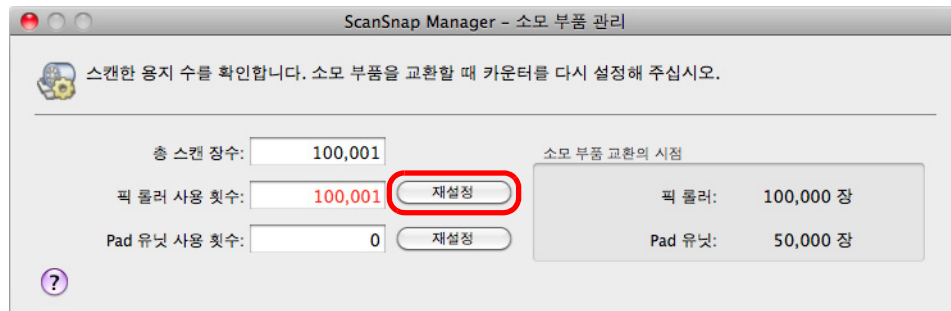 ScanSnap Manager – 소모 부품 관리
스캔한 용지 수를 확인합니다. 소모 부품을 교환할 때 카운터를 다시 설정해 주십시오.
총 스캔 장수: 100,001
소모 부품 교환의 시점
픽 롤러 사용 횟수: 100,001 재설정
픽 롤러: 100,000 장
Pad 유닛 사용 횟수: 0 재설정
Pad 유닛: 50,000 장
?